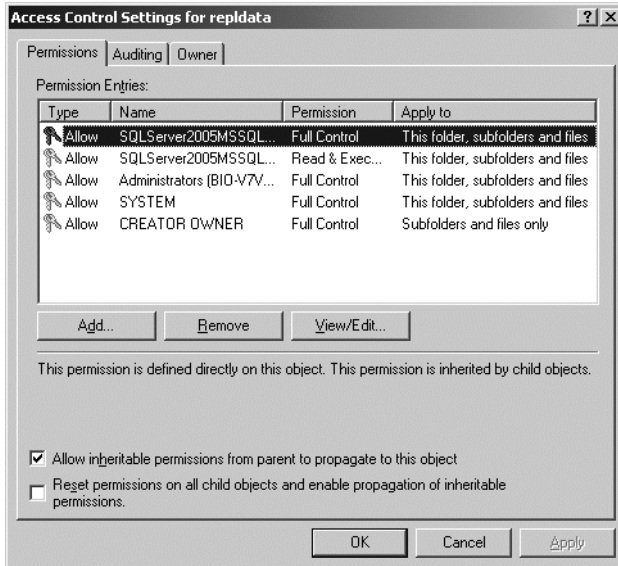 Access Control Settings for repldata
Permissions Auditing Owner
Permission Entries:
Type Name Permission Apply to
Allow SQLServer2005MSSQL... Full Control This folder, subfolders and files
Allow SQLServer2005MSSQL... Read & Exec... This folder, subfolders and files
Allow Administrators (BIO-V7V... Full Control This folder, subfolders and files
Allow SYSTEM Full Control This folder, subfolders and files
Allow CREATOR OWNER Full Control Subfolders and files only
Add... Remove View/Edit...
This permission is defined directly on this object. This permission is inherited by child objects.
Allow inheritable permissions from parent to propagate to this object
Reset permissions on all child objects and enable propagation of inheritable
permissions.
OK Cancel Apply